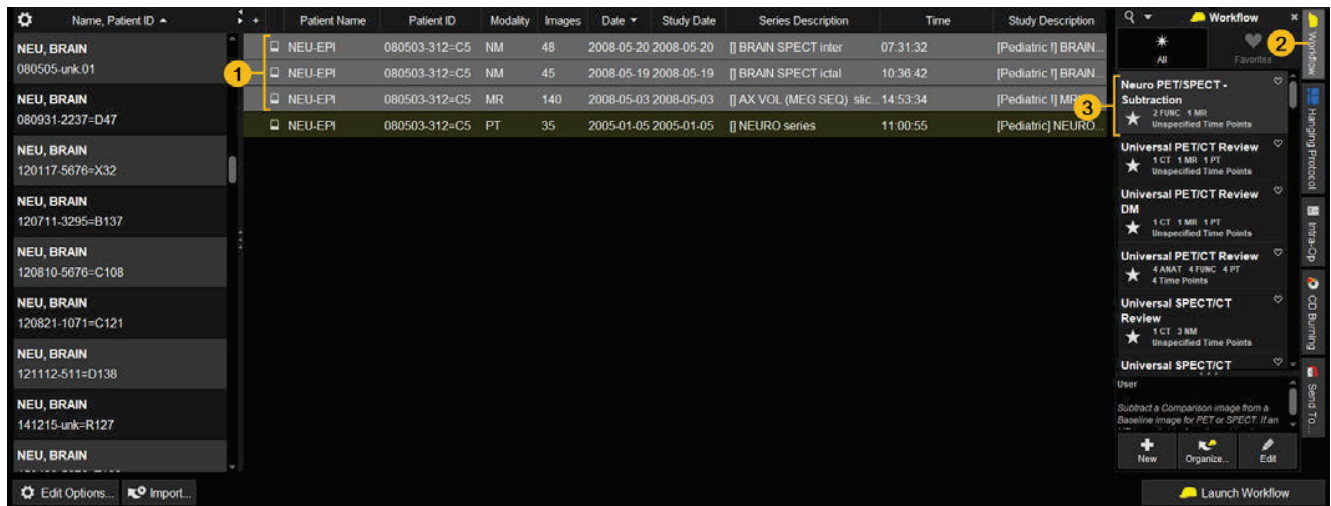 Name, Patient ID
+ Patient Name Patient ID Modality Images Date Study Date Series Description Time Study Description
NEU, BRAIN
080505-unk.01
NEU, BRAIN
080931-2237=D47
NEU, BRAIN
120117-5676=X32
NEU, BRAIN
120711-3295=B137
NEU, BRAIN
120810-5676=C108
NEU, BRAIN
120821-1071=C121
NEU, BRAIN
121112-511=D138
NEU, BRAIN
141215-unk=R127
NEU, BRAIN
Edit Options... Import...
1
NEU-EPI 080503-312=C5 NM 48 2008-05-20 2008-05-20 [] BRAIN SPECT inter 07:31:32 [Pediatric !] BRAIN...
NEU-EPI 080503-312=C5 NM 45 2008-05-19 2008-05-19 [] BRAIN SPECT ictal 10:36:42 [Pediatric !] BRAIN...
NEU-EPI 080503-312=C5 MR 140 2008-05-03 2008-05-03 [] AX VOL (MEG SEQ) slic... 14:53:34 [Pediatric !]
NEU-EPI 080503-312=C5 PT 35 2005-01-05 2005-01-05 [] NEURO series 11:00:55 [Pediatric] NEURO...
Workflow ×
All
Favorites
2
3
Neuro PET/SPECT -
Subtraction
2 FUNC 1 MR
Unspecified Time Points
Universal PET/CT Review
1 CT 1 MR 1 PT
Unspecified Time Points
Universal PET/CT Review
DM
1 CT 1 MR 1 PT
Unspecified Time Points
Universal PET/CT Review
4 ANAT 4 FUNC 4 PT
4 Time Points
Universal SPECT/CT
Review
1 CT 3 NM
Unspecified Time Points
Universal SPECT/CT
User
Subtract a Comparison image from a
Baseline image for PET or SPECT. If an
New Organize... Edit
Launch Workflow
Workflow
Hanging Protocol
Intra-Op
CD Burning
Send To...